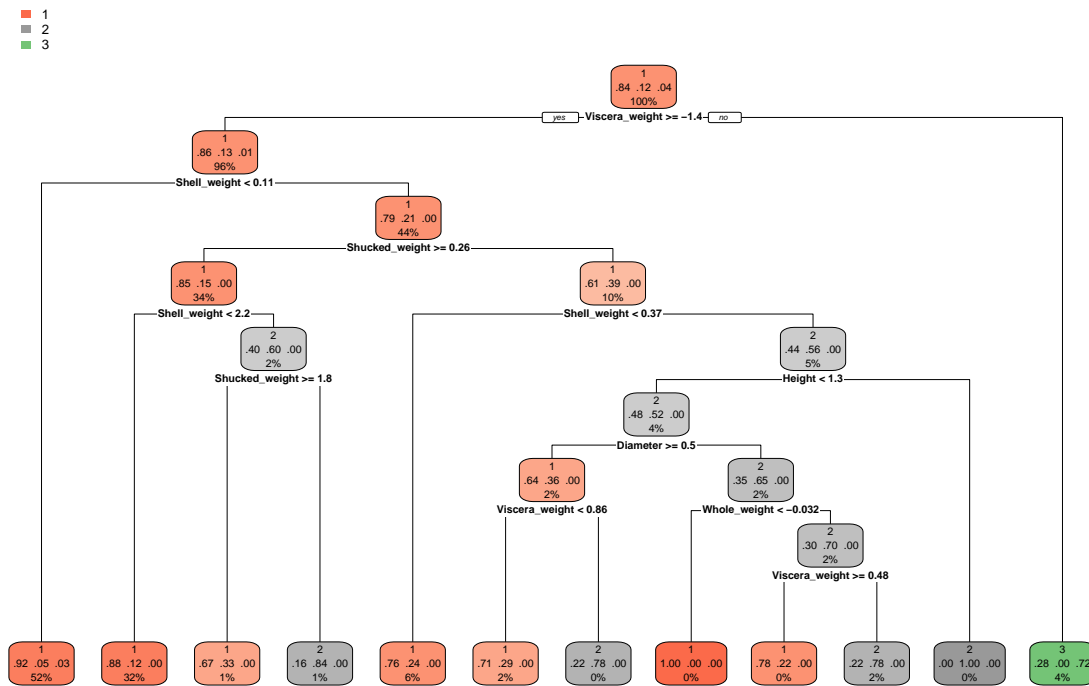 1
2
3
1
.84 .12 .04
100%
yes Viscera_weight >= −1.4 no
1
.86 .13 .01
96%
Shell_weight < 0.11
1
.79 .21 .00
44%
Shucked_weight >= 0.26
1
.85 .15 .00
34%
1
.61 .39 .00
10%
Shell_weight < 2.2
Shell_weight < 0.37
2
.40 .60 .00
2%
2
.44 .56 .00
5%
Shucked_weight >= 1.8
Height < 1.3
2
.48 .52 .00
4%
Diameter >= 0.5
1
.64 .36 .00
2%
2
.35 .65 .00
2%
Viscera_weight < 0.86
Whole_weight < −0.032
2
.30 .70 .00
2%
Viscera_weight >= 0.48
1
.92 .05 .03
52%
1
.88 .12 .00
32%
1
.67 .33 .00
1%
2
.16 .84 .00
1%
1
.76 .24 .00
6%
1
.71 .29 .00
2%
2
.22 .78 .00
0%
1
1.00 .00 .00
0%
1
.78 .22 .00
0%
2
.22 .78 .00
2%
2
.00 1.00 .00
0%
3
.28 .00 .72
4%